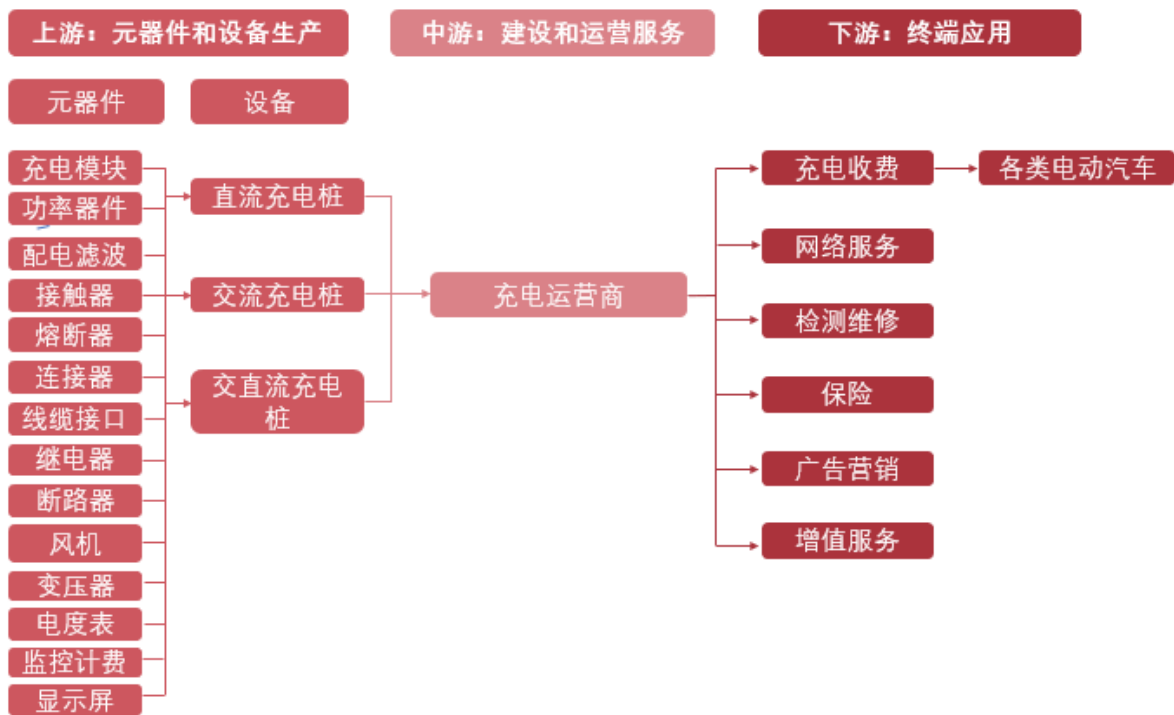 上游：元器件和设备生产
中游：建设和运营服务
下游：终端应用
元器件
设备
充电模块
功率器件
配电滤波
接触器
熔断器
连接器
线缆接口
继电器
断路器
风机
变压器
电度表
监控计费
显示屏
直流充电桩
交流充电桩
交直流充电
桩
充电运营商
充电收费
网络服务
检测维修
保险
广告营销
增值服务
各类电动汽车